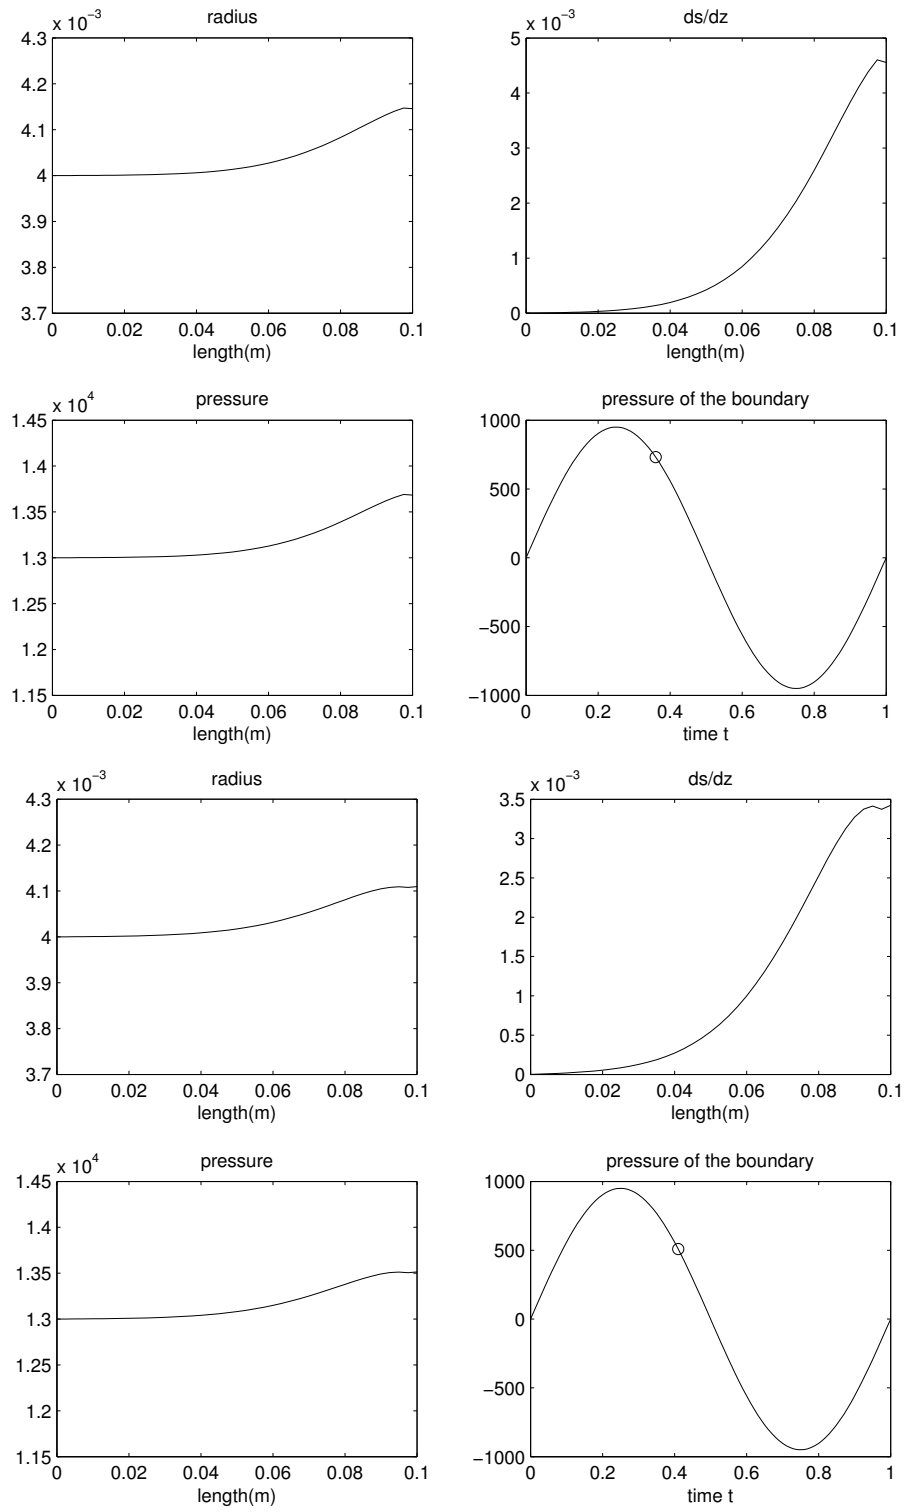 radius
x 10⁻³
4.3
4.2
4.1
4
3.9
3.8
3.7
0 0.02 0.04 0.06 0.08 0.1
length(m)
ds/dz
x 10⁻³
5
4
3
2
1
0
0 0.02 0.04 0.06 0.08 0.1
length(m)
pressure
x 10⁴
1.45
1.4
1.35
1.3
1.25
1.2
1.15
0 0.02 0.04 0.06 0.08 0.1
length(m)
pressure of the boundary
1000
500
0
−500
−1000
0 0.2 0.4 0.6 0.8 1
time t
radius
x 10⁻³
4.3
4.2
4.1
4
3.9
3.8
3.7
0 0.02 0.04 0.06 0.08 0.1
length(m)
ds/dz
x 10⁻³
3.5
3
2.5
2
1.5
1
0.5
0
0 0.02 0.04 0.06 0.08 0.1
length(m)
pressure
x 10⁴
1.45
1.4
1.35
1.3
1.25
1.2
1.15
0 0.02 0.04 0.06 0.08 0.1
length(m)
pressure of the boundary
1000
500
0
−500
−1000
0 0.2 0.4 0.6 0.8 1
time t